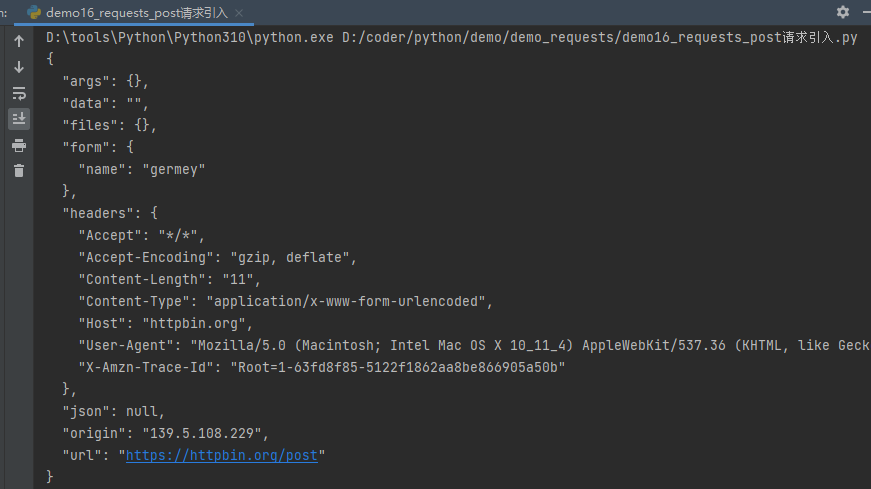 n: demo16_requests_post请求引入 ×
D:\tools\Python\Python310\python.exe D:/coder/python/demo/demo_requests/demo16_requests_post请求引入.py
{
  "args": {},
  "data": "",
  "files": {},
  "form": {
    "name": "germey"
  },
  "headers": {
    "Accept": "*/*",
    "Accept-Encoding": "gzip, deflate",
    "Content-Length": "11",
    "Content-Type": "application/x-www-form-urlencoded",
    "Host": "httpbin.org",
    "User-Agent": "Mozilla/5.0 (Macintosh; Intel Mac OS X 10_11_4) AppleWebKit/537.36 (KHTML, like Geck
    "X-Amzn-Trace-Id": "Root=1-63fd8f85-5122f1862aa8be866905a50b"
  },
  "json": null,
  "origin": "139.5.108.229",
  "url": "https://httpbin.org/post"
}